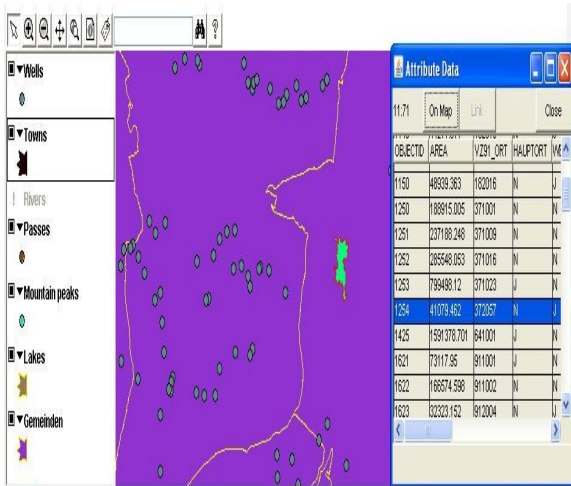 ?
Wells
Towns
! Rivers
Passes
Mountain peaks
Lakes
Gemeinden
Attribute Data
11:71 On Map Link Close
OBJECTID AREA VZ91_ORT HAUPTORT
1150 48939.363 182016 N J
1250 188915.005 371001 N N
1251 237188.248 371009 N N
1252 285548.053 371016 N N
1253 799498.12 371023 J N
1254 41079.462 372057 N J
1425 1591378.701 641001 J N
1621 73117.95 911001 J N
1622 166574.598 911002 N N
1623 32323.152 912004 N J